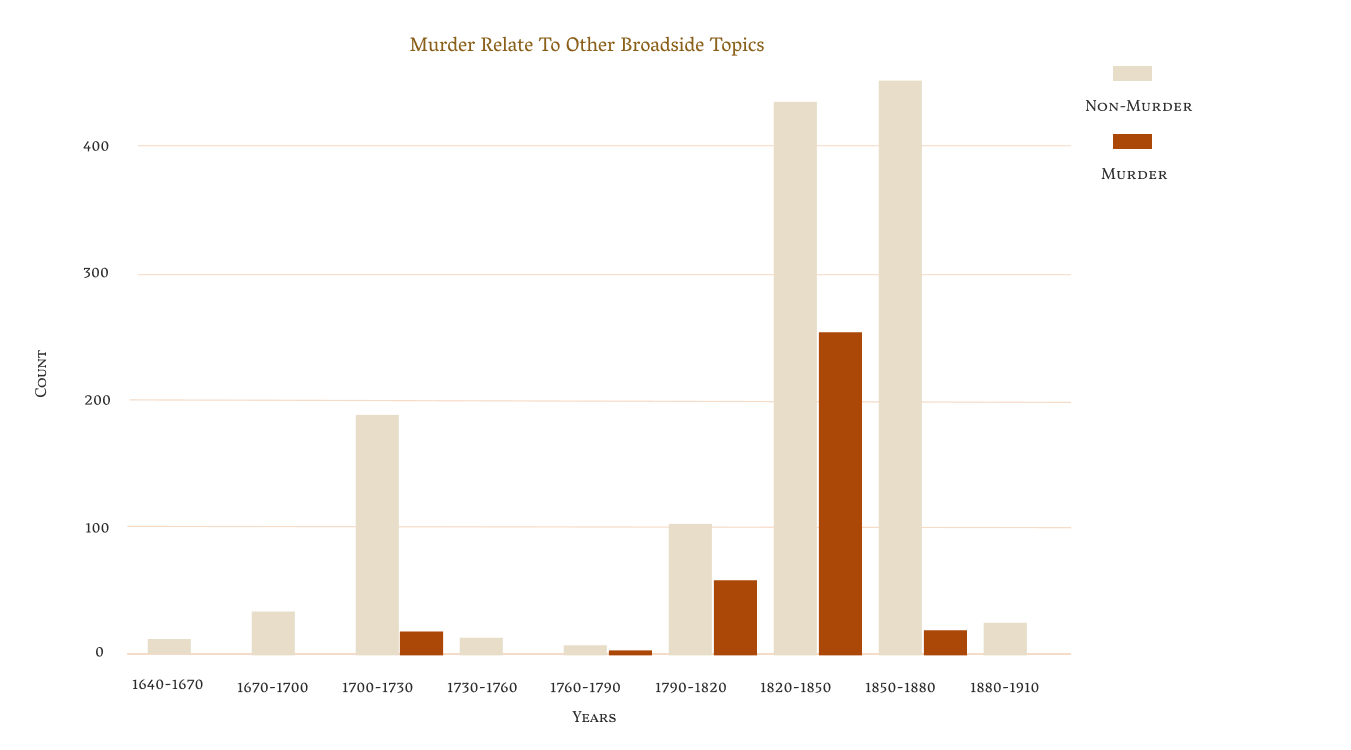 Murder Relate To Other Broadside Topics
Non-Murder
Murder
400
300
200
100
0
Count
1640-1670 1670-1700 1700-1730 1730-1760 1760-1790 1790-1820 1820-1850 1850-1880 1880-1910
Years